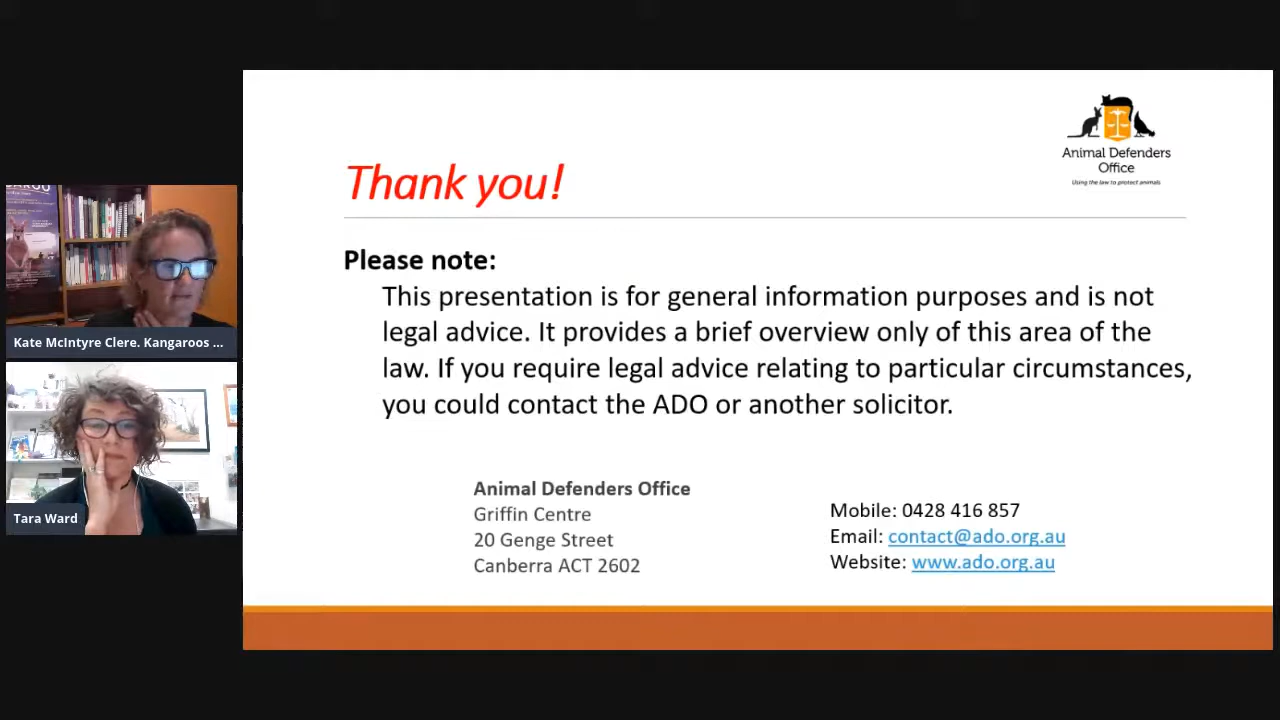 Animal Defenders
Office
Using the law to protect animals
Thank you!
Please note:
This presentation is for general information purposes and is not
legal advice. It provides a brief overview only of this area of the
law. If you require legal advice relating to particular circumstances,
you could contact the ADO or another solicitor.
Animal Defenders Office
Griffin Centre
20 Genge Street
Canberra ACT 2602
Mobile: 0428 416 857
Email: contact@ado.org.au
Website: www.ado.org.au
Kate McIntyre Clere. Kangaroos ...
Tara Ward